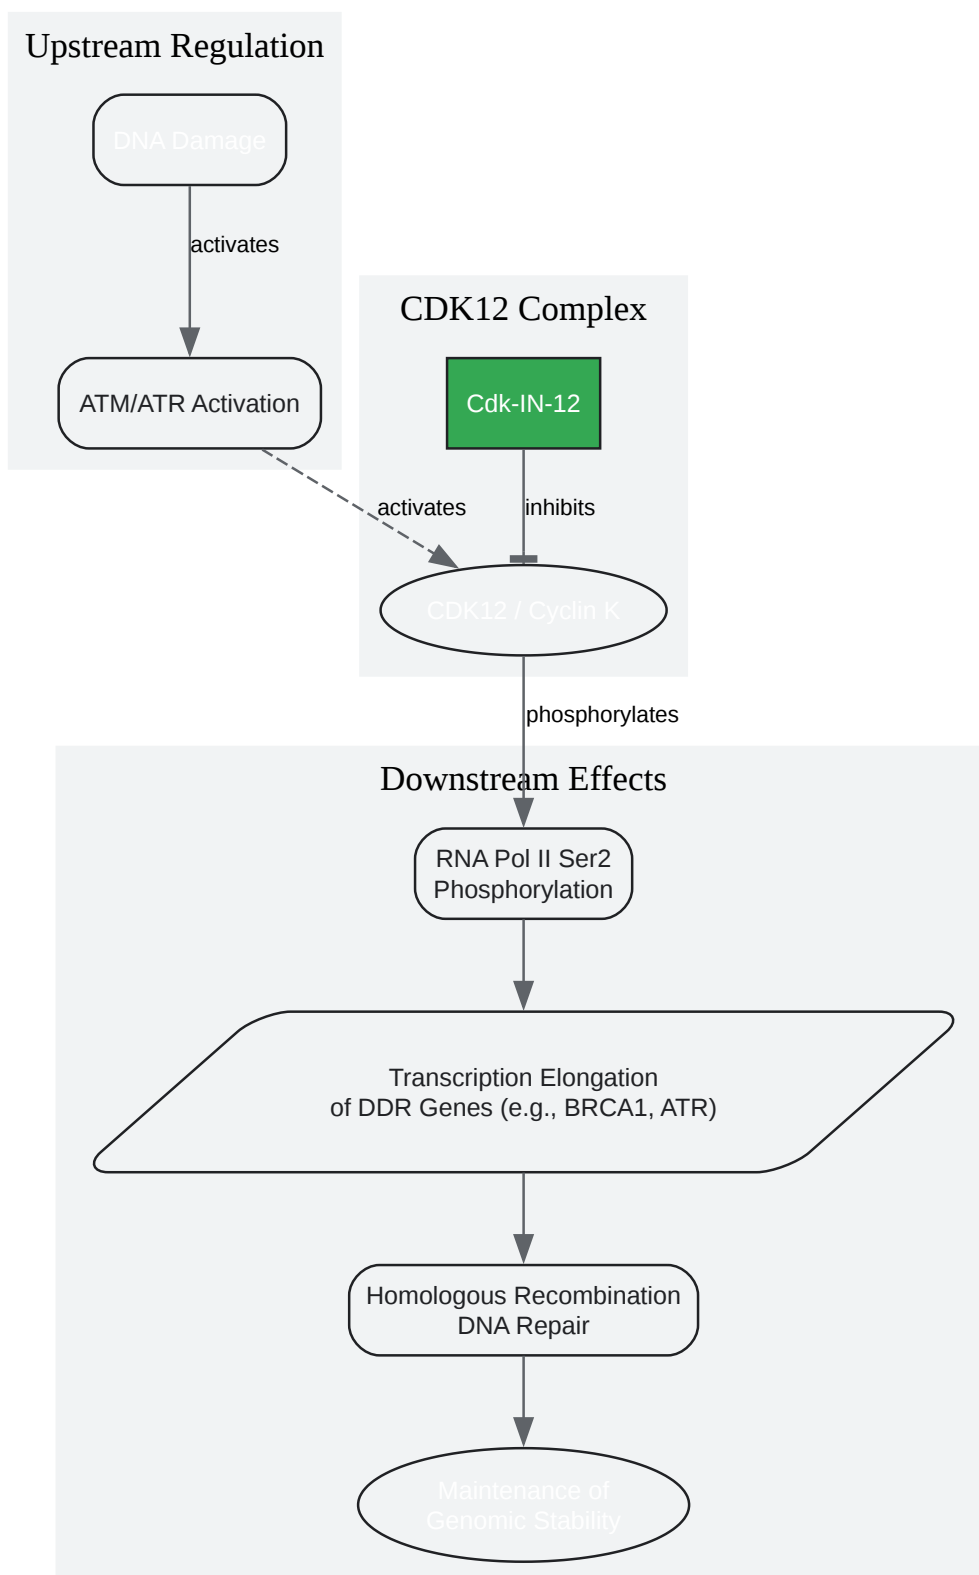 Upstream Regulation
DNA Damage
activates
ATM/ATR Activation
CDK12 Complex
Cdk-IN-12
activates
inhibits
CDK12 / Cyclin K
phosphorylates
Downstream Effects
RNA Pol II Ser2
Phosphorylation
Transcription Elongation
of DDR Genes (e.g., BRCA1, ATR)
Homologous Recombination
DNA Repair
Maintenance of
Genomic Stability